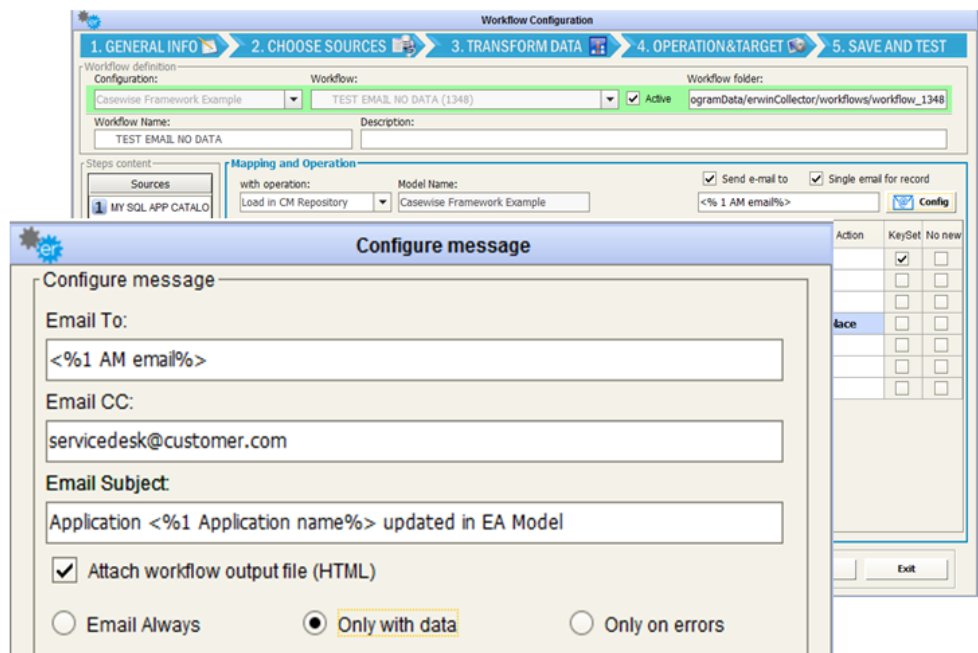 Workflow Configuration
1. GENERAL INFO 2. CHOOSE SOURCES 3. TRANSFORM DATA 4. OPERATION&TARGET 5. SAVE AND TEST
Workflow definition
Configuration: Workflow: Workflow folder:
Casewise Framework Example TEST EMAIL NO DATA (1348) Active ogramData/erwinCollector/workflows/workflow_1348
Workflow Name: Description:
TEST EMAIL NO DATA
Steps content Mapping and Operation
Sources with operation: Model Name: Send e-mail to Single email for record
1 MY SQL APP CATALO Load in CM Repository Casewise Framework Example <% 1 AM email%> Config
Action KeySet No new
lace
Exit
er Configure message
Configure message
Email To:
<%1 AM email%>
Email CC:
servicedesk@customer.com
Email Subject:
Application <%1 Application name%> updated in EA Model
Attach workflow output file (HTML)
Email Always Only with data Only on errors